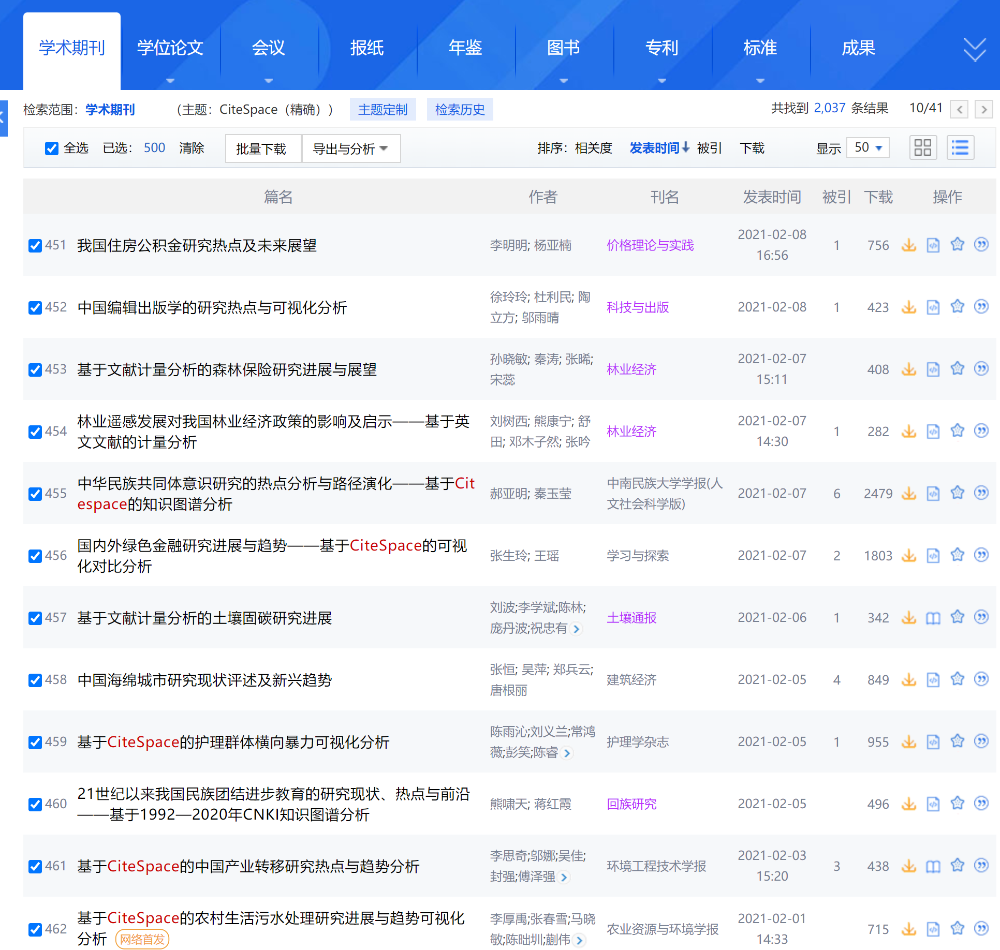 学术期刊 学位论文 会议 报纸 年鉴 图书 专利 标准 成果
检索范围：学术期刊 （主题：CiteSpace（精确）） 主题定制 检索历史 共找到 2,037 条结果 10/41
全选 已选：500 清除 批量下载 导出与分析 排序：相关度 发表时间↓ 被引 下载 显示 50
篇名 作者 刊名 发表时间 被引 下载 操作
451 我国住房公积金研究热点及未来展望 李明明; 杨亚楠 价格理论与实践 2021-02-08 1 756
16:56
452 中国编辑出版学的研究热点与可视化分析 徐玲玲; 杜利民; 陶 科技与出版 2021-02-08 1 423
立方; 邬雨晴
453 基于文献计量分析的森林保险研究进展与展望 孙晓敏; 秦涛; 张晞; 林业经济 2021-02-07 408
宋蕊 15:11
454 林业遥感发展对我国林业经济政策的影响及启示——基于英 刘树西; 熊康宁; 舒 林业经济 2021-02-07 1 282
文文献的计量分析 田; 邓木子然; 张吟 14:30
455 中华民族共同体意识研究的热点分析与路径演化——基于Cit 郝亚明; 秦玉莹 中南民族大学学报(人 2021-02-07 6 2479
espace的知识图谱分析 文社会科学版)
456 国内外绿色金融研究进展与趋势——基于CiteSpace的可视 张生玲; 王瑶 学习与探索 2021-02-07 2 1803
化对比分析
457 基于文献计量分析的土壤固碳研究进展 刘波;李学斌;陈林; 土壤通报 2021-02-06 1 342
庞丹波;祝忠有
458 中国海绵城市研究现状评述及新兴趋势 张恒; 吴萍; 郑兵云; 建筑经济 2021-02-05 4 849
唐根丽
459 基于CiteSpace的护理群体横向暴力可视化分析 陈雨沁;刘义兰;常鸿 护理学杂志 2021-02-05 1 955
薇;彭笑;陈睿
460 21世纪以来我国民族团结进步教育的研究现状、热点与前沿 熊啸天; 蒋红霞 回族研究 2021-02-05 496
——基于1992—2020年CNKI知识图谱分析
461 基于CiteSpace的中国产业转移研究热点与趋势分析 李思奇;邬娜;吴佳; 环境工程技术学报 2021-02-03 3 438
封强;傅泽强 15:20
462 基于CiteSpace的农村生活污水处理研究进展与趋势可视化 李厚禹;张春雪;马晓 农业资源与环境学报 2021-02-01 715
分析 网络首发 敏;陈昢圳;蒯伟 14:33